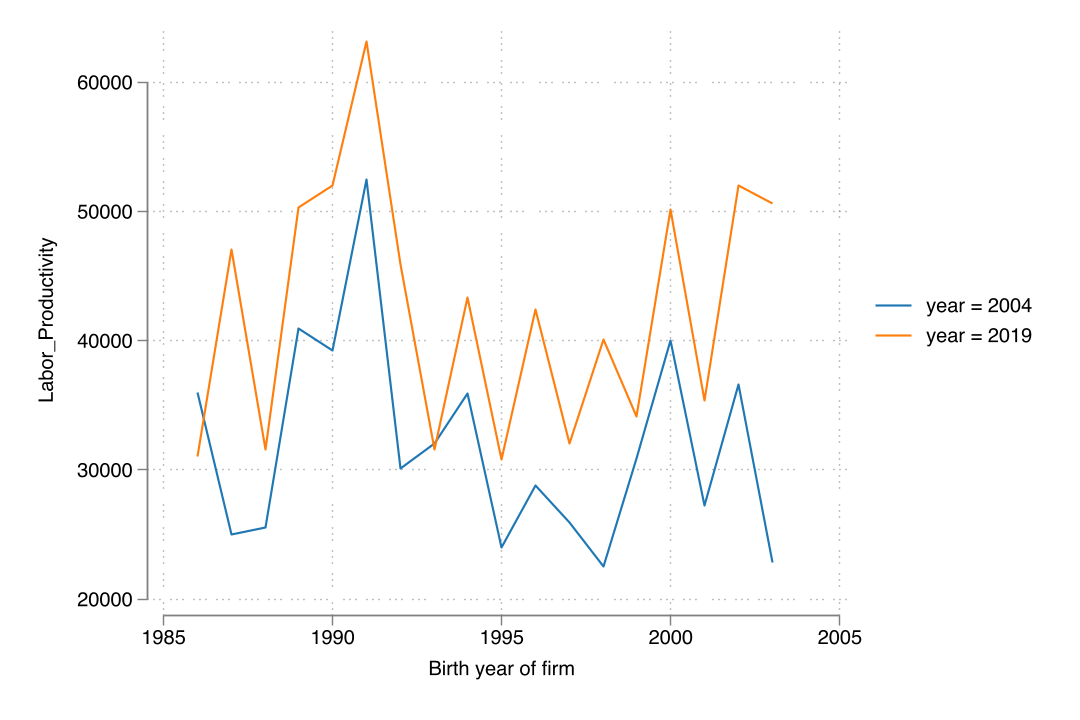 60000
50000
40000
30000
20000
Labor_Productivity
1985 1990 1995 2000 2005
Birth year of firm
year = 2004
year = 2019